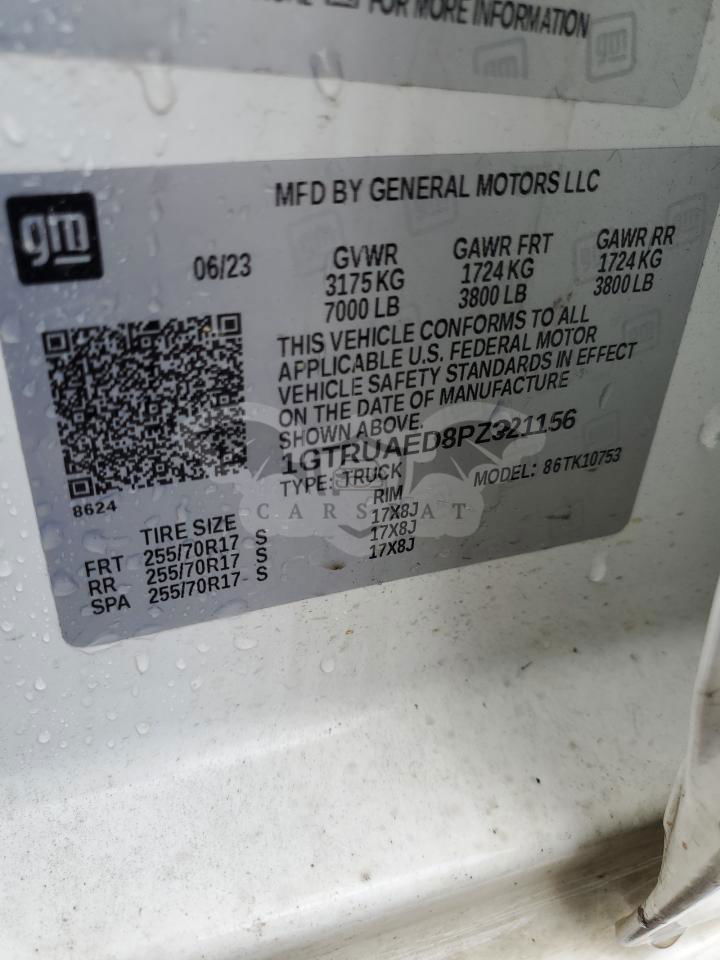 FOR MORE INFORMATION
gm
gm
MFD BY GENERAL MOTORS LLC
06/23
GVWR GAWR FRT GAWR RR
3175 KG 1724 KG 1724 KG
7000 LB 3800 LB 3800 LB
THIS VEHICLE CONFORMS TO ALL
APPLICABLE U.S. FEDERAL MOTOR
VEHICLE SAFETY STANDARDS IN EFFECT
ON THE DATE OF MANUFACTURE
SHOWN ABOVE.
1GTRUAED8PZ321156
TYPE: TRUCK MODEL: 86TK10753
8624
TIRE SIZE RIM
FRT 255/70R17 S 17X8J
RR 255/70R17 S 17X8J
SPA 255/70R17 S 17X8J